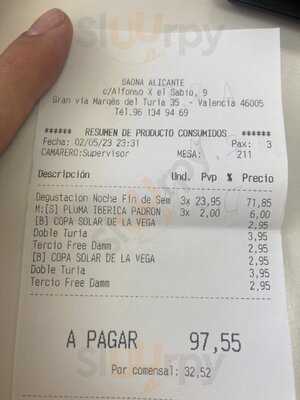 SAONA ALICANTE
c/Alfonso X el Sabio, 9
Gran via Marqés del Turia 35 - Valencia 46005
Tel.96 134 94 69
****** RESUMEN DE PRODUCTO CONSUMIDOS ******
Fecha: 02/05/23 23:31 Pax: 3
CAMARERO:Supervisor MESA: 211
Descripción Und. Pvp % Precio
Degustacion Noche Fin de Sem 3x 23,95 71,85
M:[S] PLUMA IBERICA PADRON 3x 2,00 6,00
[B] COPA SOLAR DE LA VEGA 2,95
Doble Turia 3,95
Tercio Free Damm 2,95
[B] COPA SOLAR DE LA VEGA 2,95
Doble Turia 3,95
Tercio Free Damm 2,95
A PAGAR 97,55
Por comensal: 32,52
Sluurpy
Sluurpy